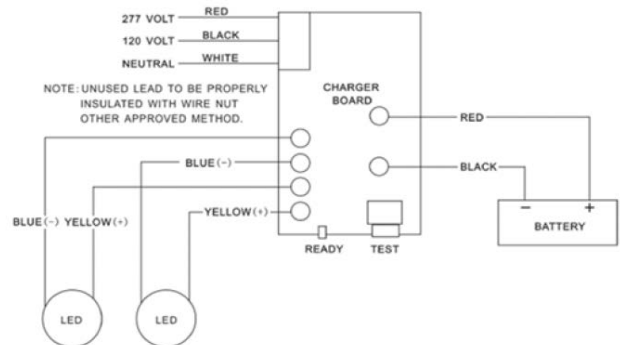 277 VOLT RED
120 VOLT BLACK
NEUTRAL WHITE
NOTE: UNUSED LEAD TO BE PROPERLY
INSULATED WITH WIRE NUT
OTHER APPROVED METHOD.
CHARGER
BOARD
RED
BLUE(-)
BLACK
BLUE(-) YELLOW(+)
YELLOW(+)
- +
BATTERY
READY TEST
LED LED